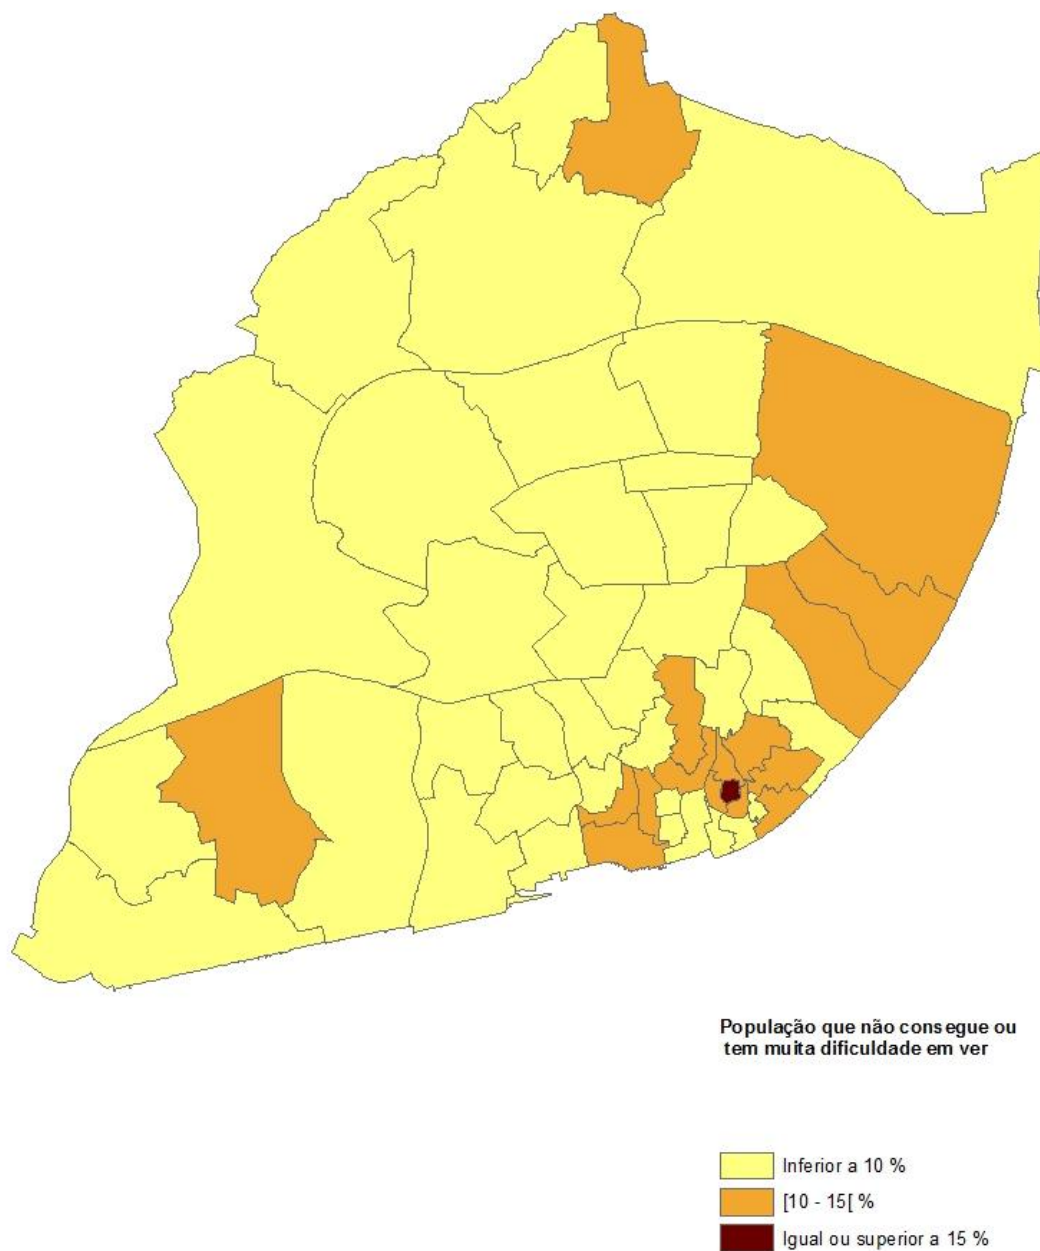 População que não consegue ou
tem muita dificuldade em ver
Inferior a 10 %
[10 - 15[ %
Igual ou superior a 15 %